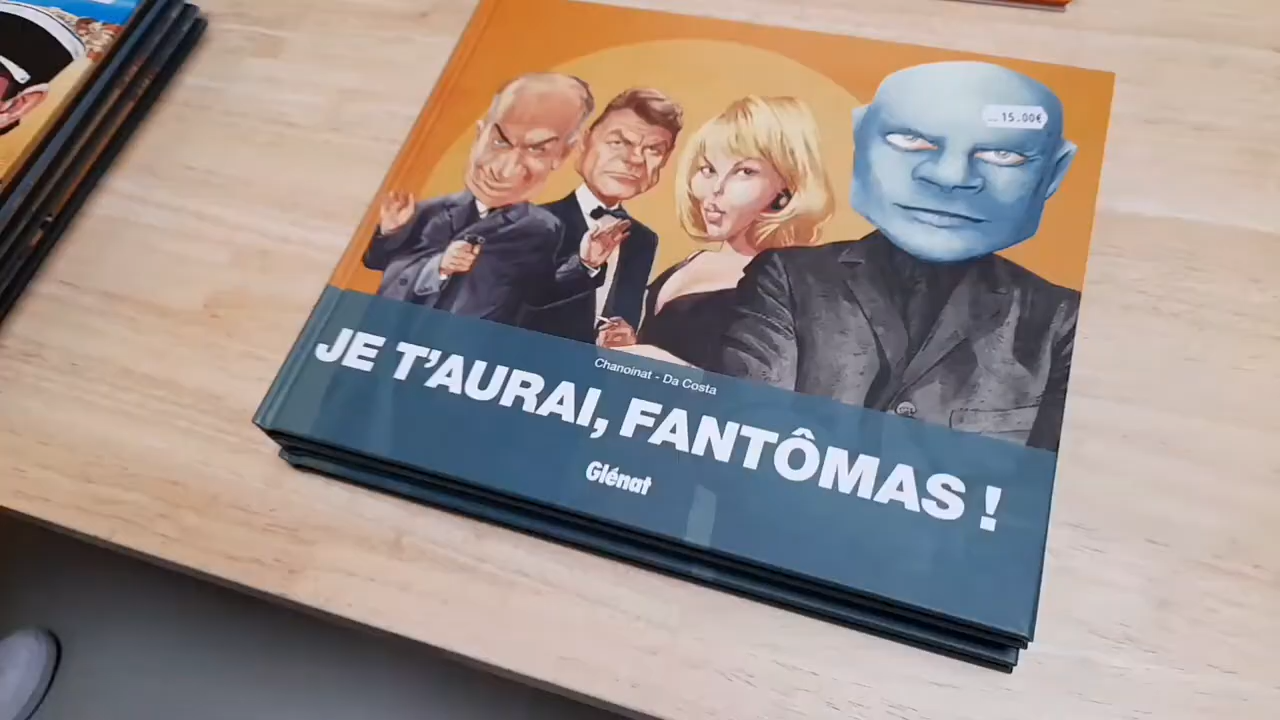 15.00€
Chanoinat - Da Costa
JE T'AURAI, FANTÔMAS !
Glénat